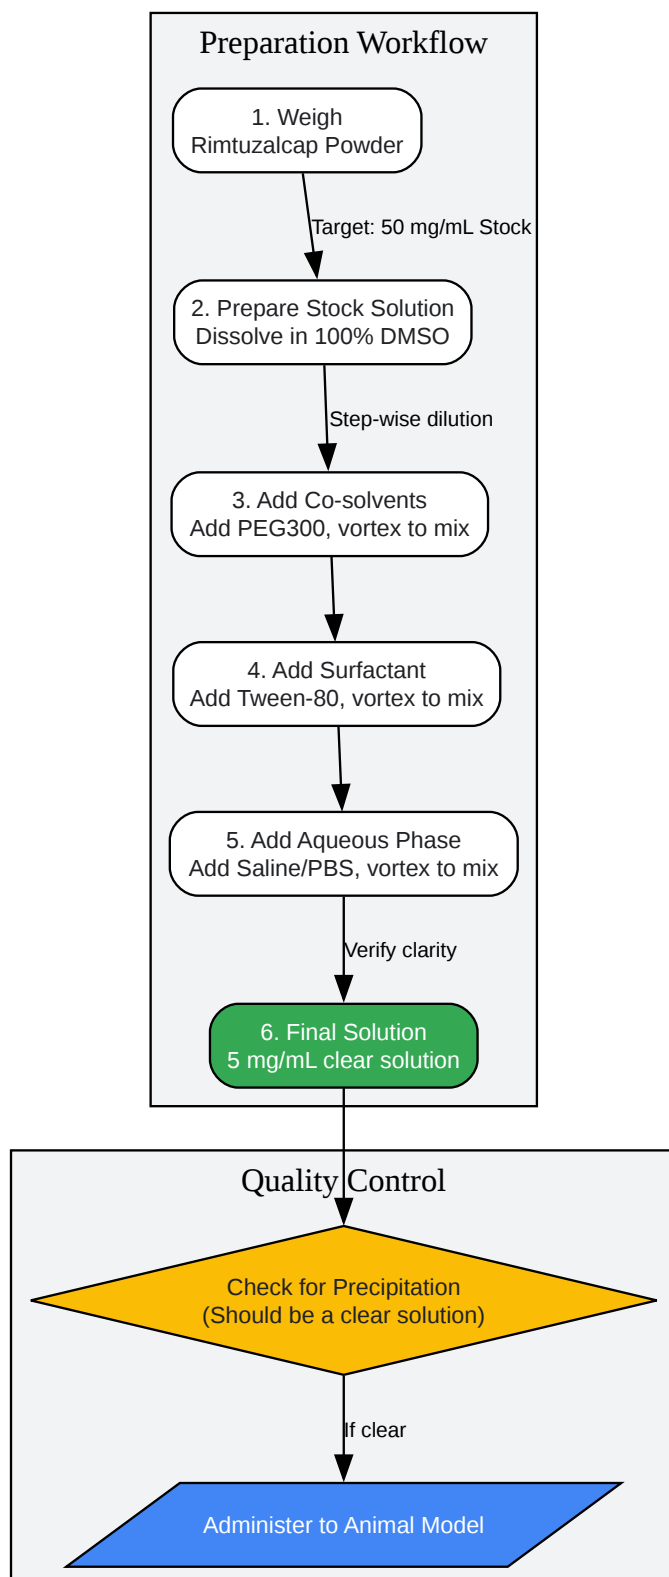 Preparation Workflow
1. Weigh
Rimtuzalcap Powder
Target: 50 mg/mL Stock
2. Prepare Stock Solution
Dissolve in 100% DMSO
Step-wise dilution
3. Add Co-solvents
Add PEG300, vortex to mix
4. Add Surfactant
Add Tween-80, vortex to mix
5. Add Aqueous Phase
Add Saline/PBS, vortex to mix
Verify clarity
6. Final Solution
5 mg/mL clear solution
Quality Control
Check for Precipitation
(Should be a clear solution)
If clear
Administer to Animal Model